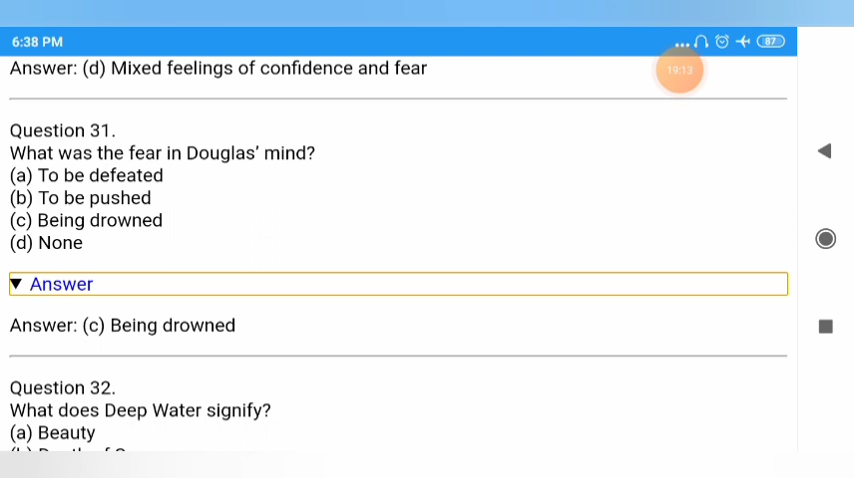 6:38 PM
87
Answer: (d) Mixed feelings of confidence and fear
19:13
Question 31.
What was the fear in Douglas’ mind?
(a) To be defeated
(b) To be pushed
(c) Being drowned
(d) None
Answer
Answer: (c) Being drowned
Question 32.
What does Deep Water signify?
(a) Beauty